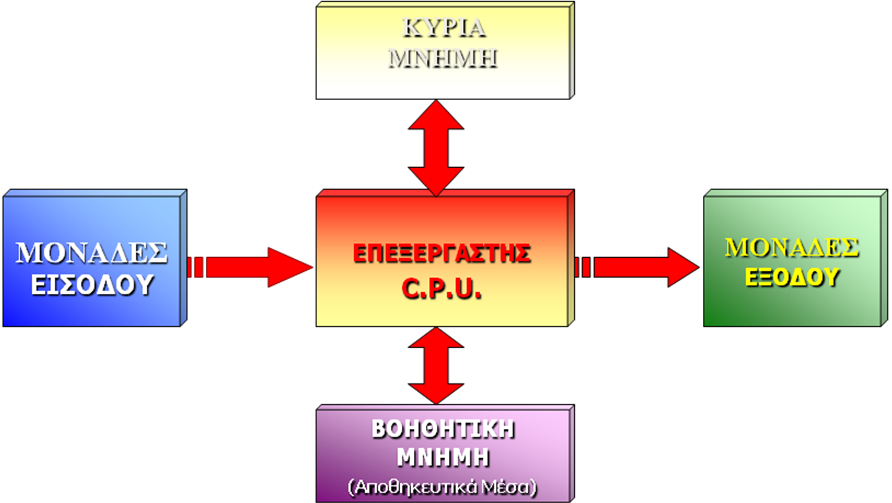 ΚΥΡΙΑ
ΜΝΗΜΗ
ΜΟΝΑΔΕΣ
ΕΙΣΟΔΟΥ
ΕΠΕΞΕΡΓΑΣΤΗΣ
C.P.U.
ΜΟΝΑΔΕΣ
ΕΞΟΔΟΥ
ΒΟΗΘΗΤΙΚΗ
ΜΝΗΜΗ
(Αποθηκευτικά Μέσα)